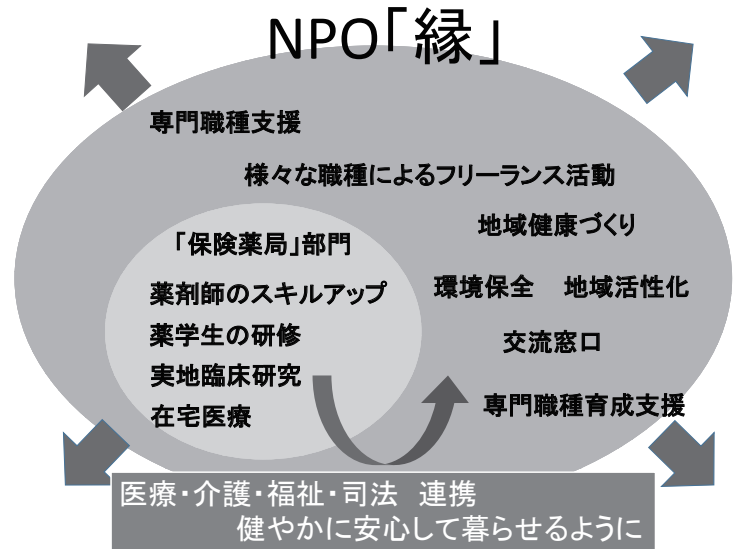 NPO「縁」
専門職種支援
様々な職種によるフリーランス活動
地域健康づくり
「保険薬局」部門
薬剤師のスキルアップ
環境保全　地域活性化
薬学生の研修
交流窓口
実地臨床研究
専門職種育成支援
在宅医療
医療・介護・福祉・司法　連携
健やかに安心して暮らせるように